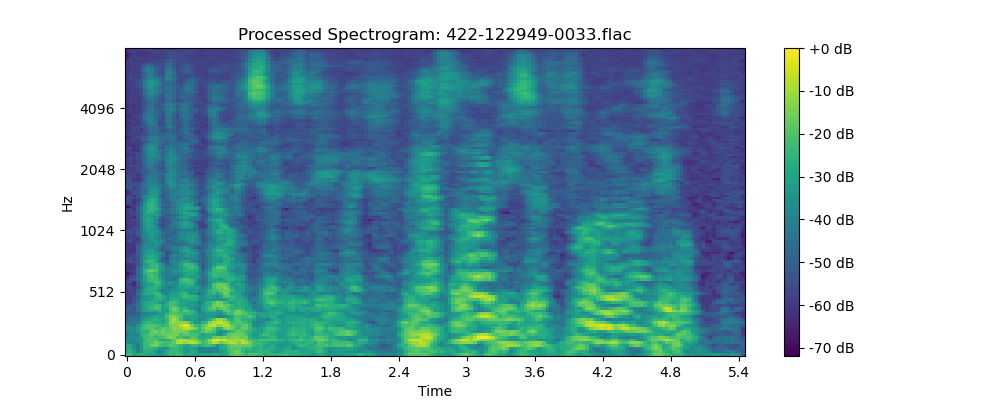 Processed Spectrogram: 422-122949-0033.flac
Hz
4096
2048
1024
512
0
0 0.6 1.2 1.8 2.4 3 3.6 4.2 4.8 5.4
Time
+0 dB
-10 dB
-20 dB
-30 dB
-40 dB
-50 dB
-60 dB
-70 dB